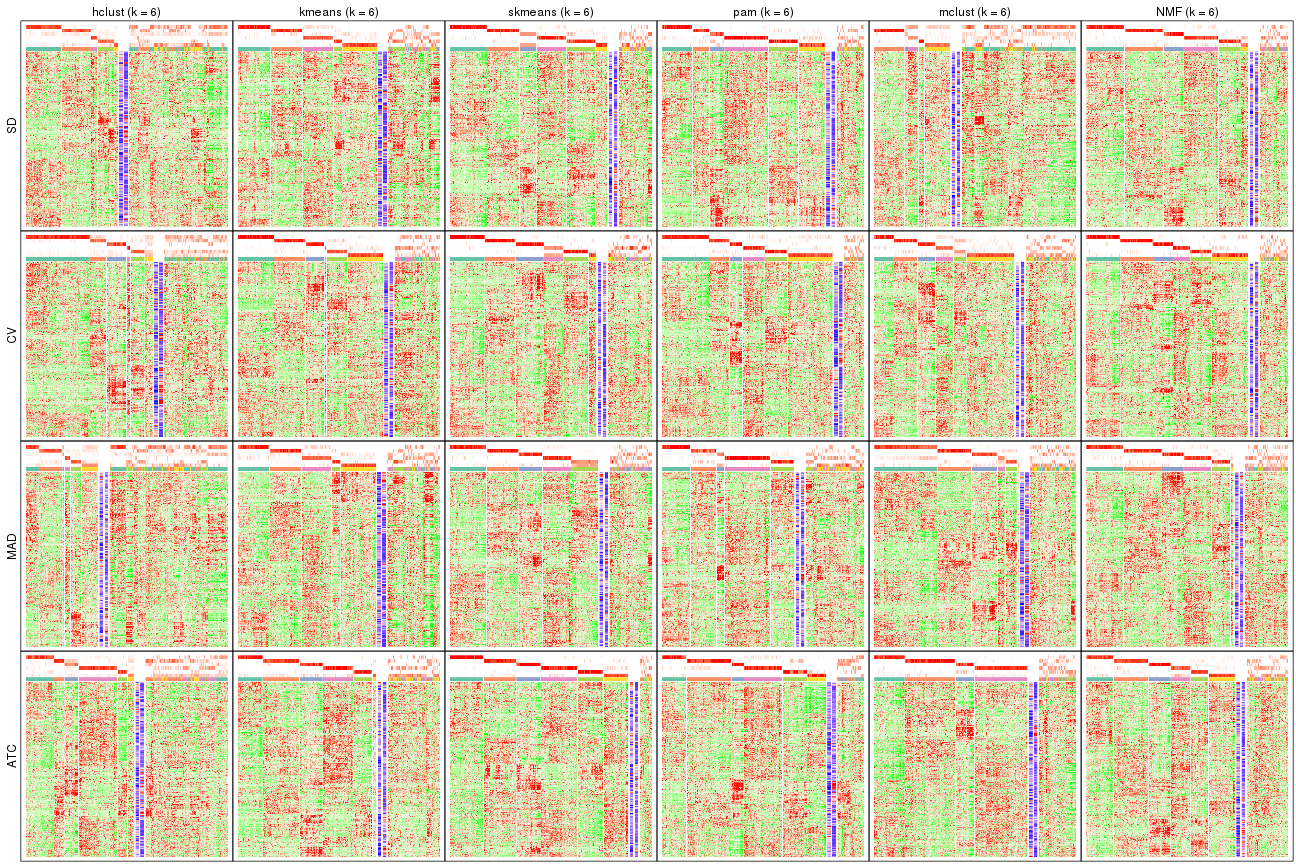 hclust (k = 6) kmeans (k = 6) skmeans (k = 6) pam (k = 6) mclust (k = 6) NMF (k = 6)
SD
CV
MAD
ATC